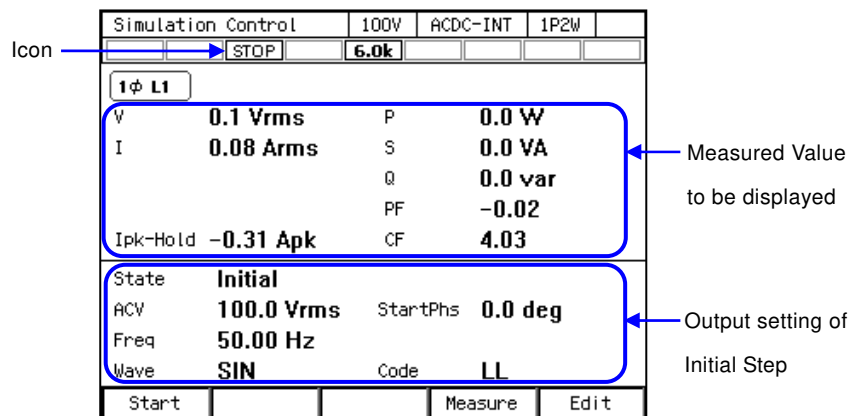 Simulation Control 100V ACDC-INT 1P2W
Icon STOP 6.0k
1ϕ L1
V 0.1 Vrms P 0.0 W
I 0.08 Arms S 0.0 VA
Q 0.0 var
PF −0.02
Ipk-Hold −0.31 Apk CF 4.03
Measured Value
to be displayed
State Initial
ACV 100.0 Vrms StartPhs 0.0 deg
Freq 50.00 Hz
Wave SIN Code LL
Output setting of
Initial Step
Start Measure Edit